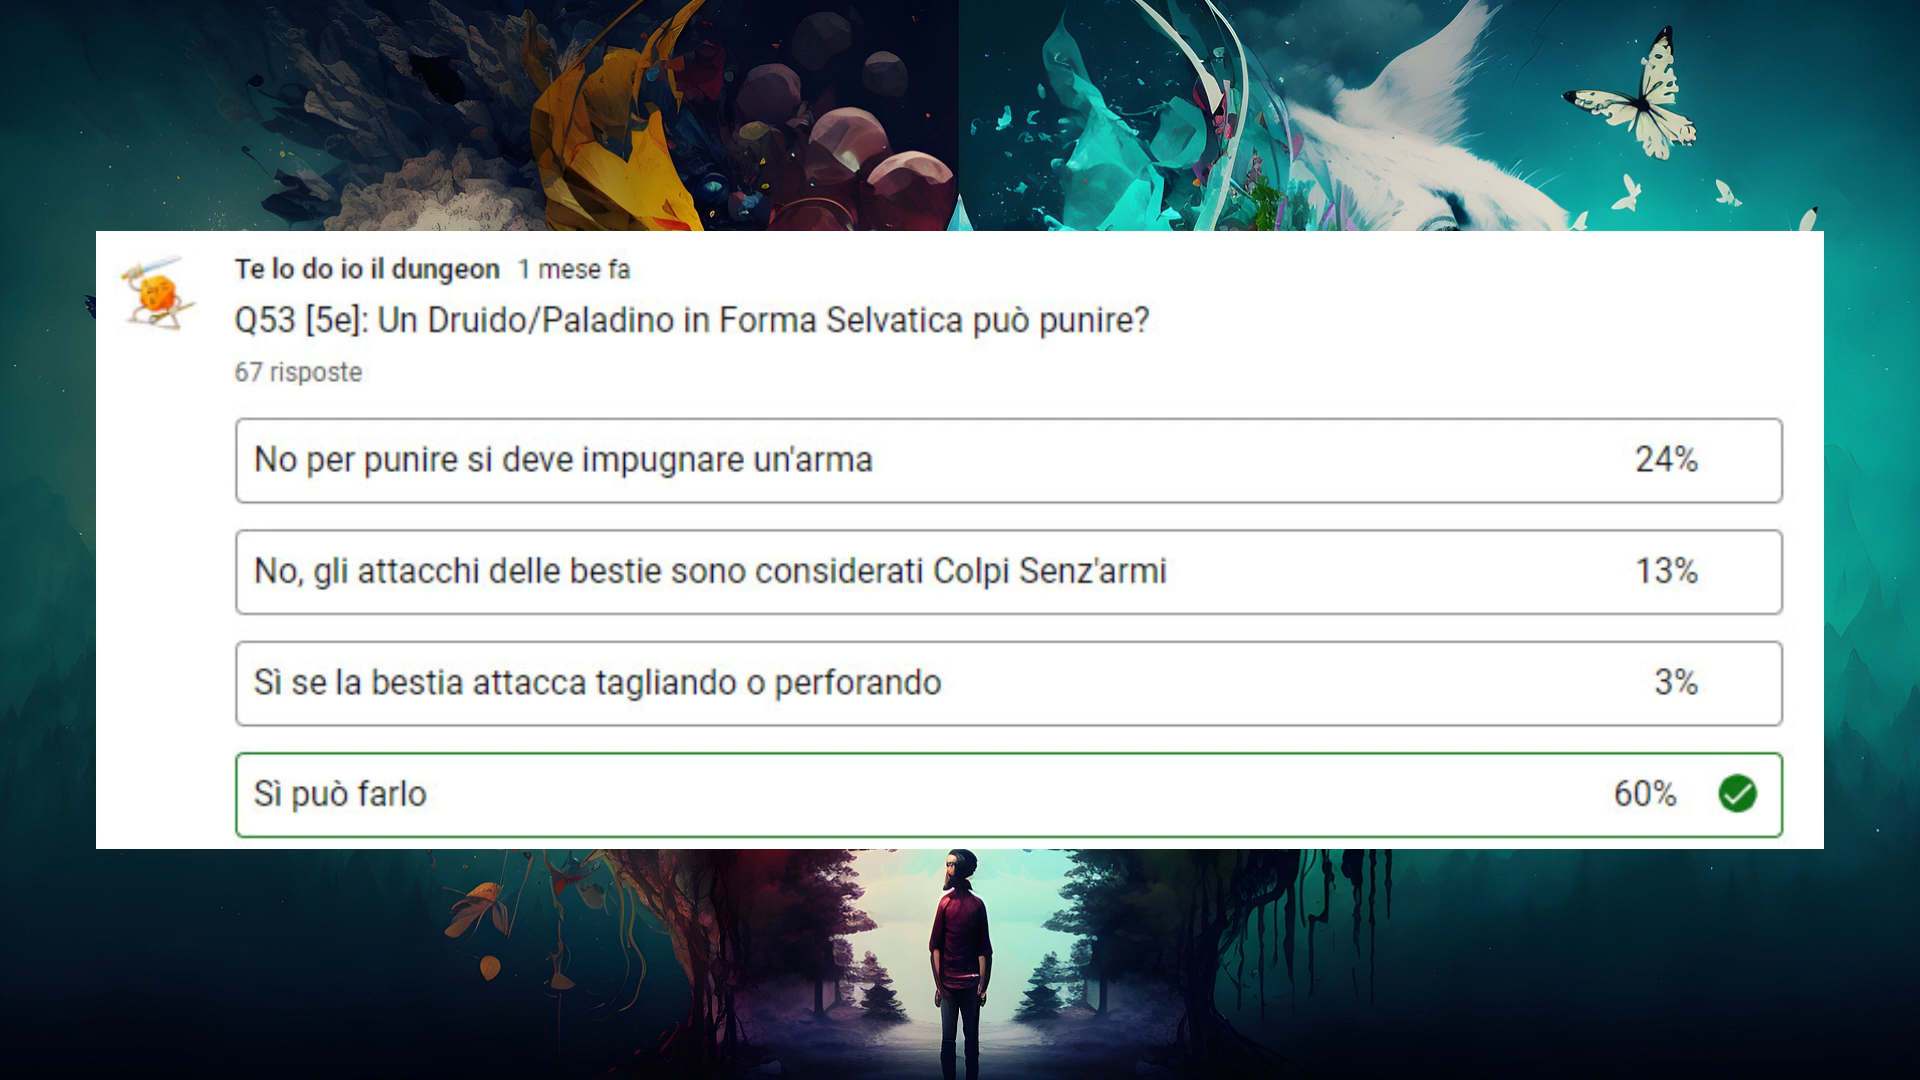 Te lo do io il dungeon 1 mese fa
Q53 [5e]: Un Druido/Paladino in Forma Selvatica può punire?
67 risposte
No per punire si deve impugnare un'arma 24%
No, gli attacchi delle bestie sono considerati Colpi Senz'armi 13%
Sì se la bestia attacca tagliando o perforando 3%
Sì può farlo 60%